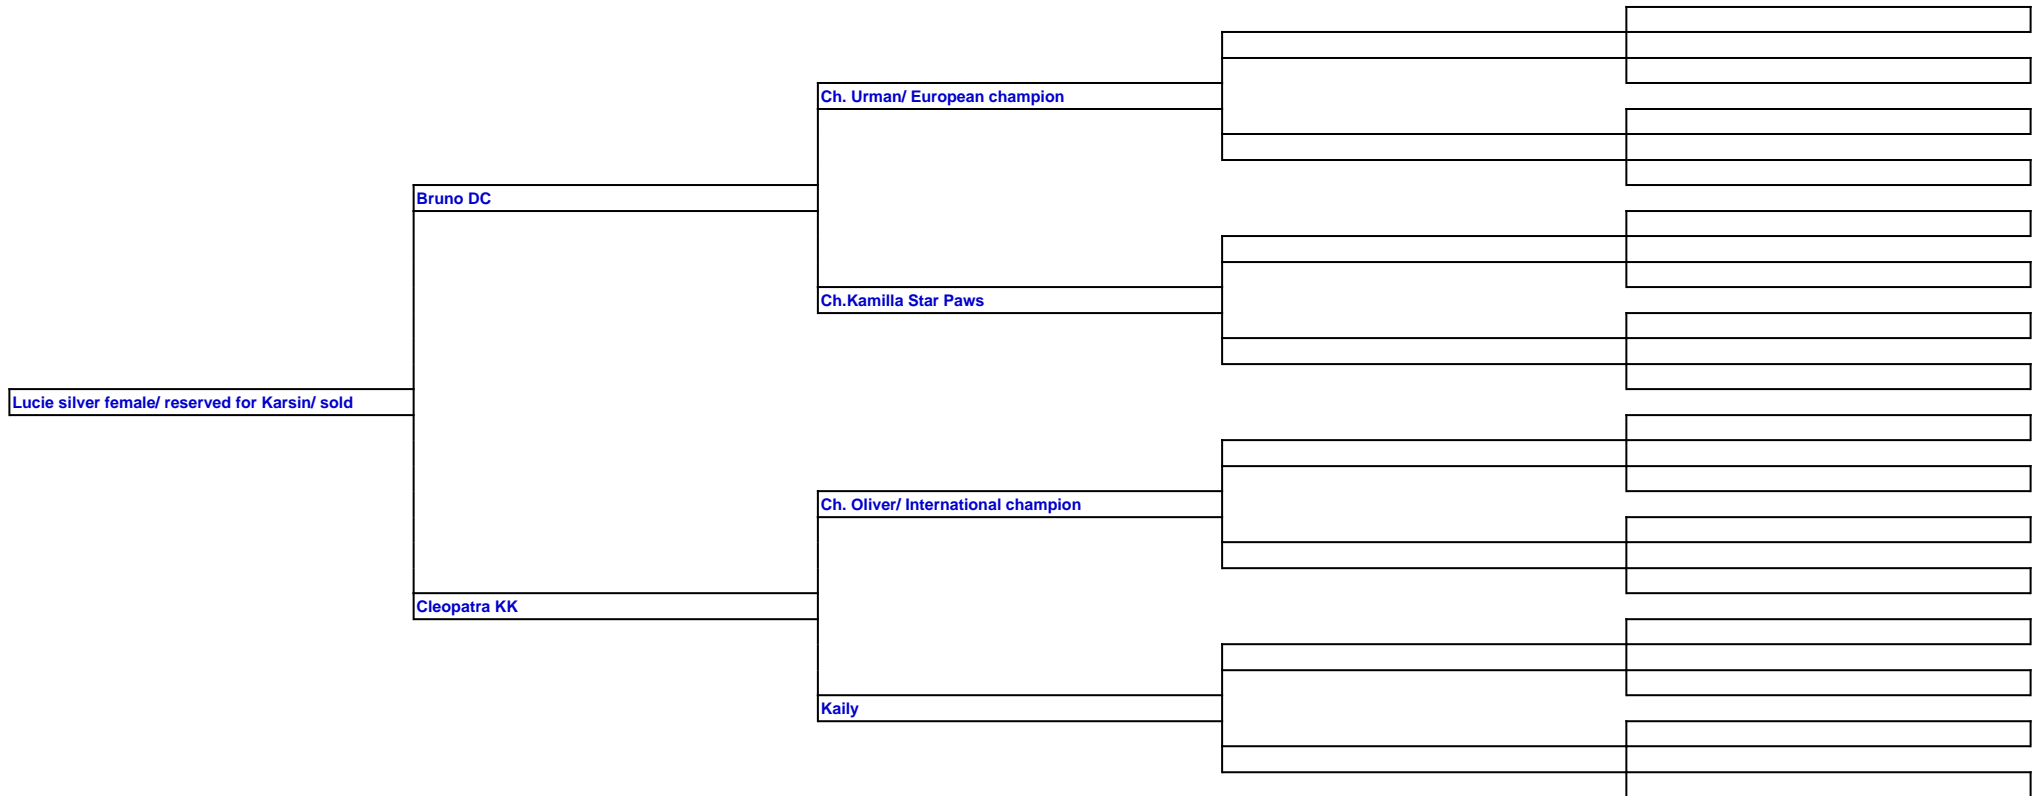 Ch. Urman/ European champion
Bruno DC
Ch.Kamilla Star Paws
Lucie silver female/ reserved for Karsin/ sold
Ch. Oliver/ International champion
Cleopatra KK
Kaily